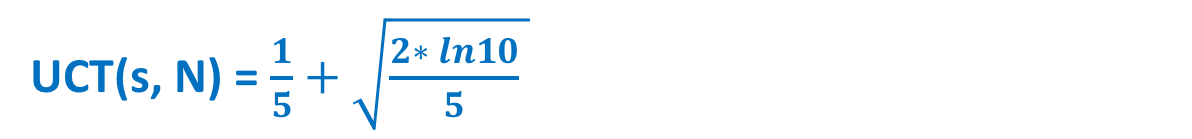 UCT(s, N) = 1/5 + √(2* ln10 / 5)